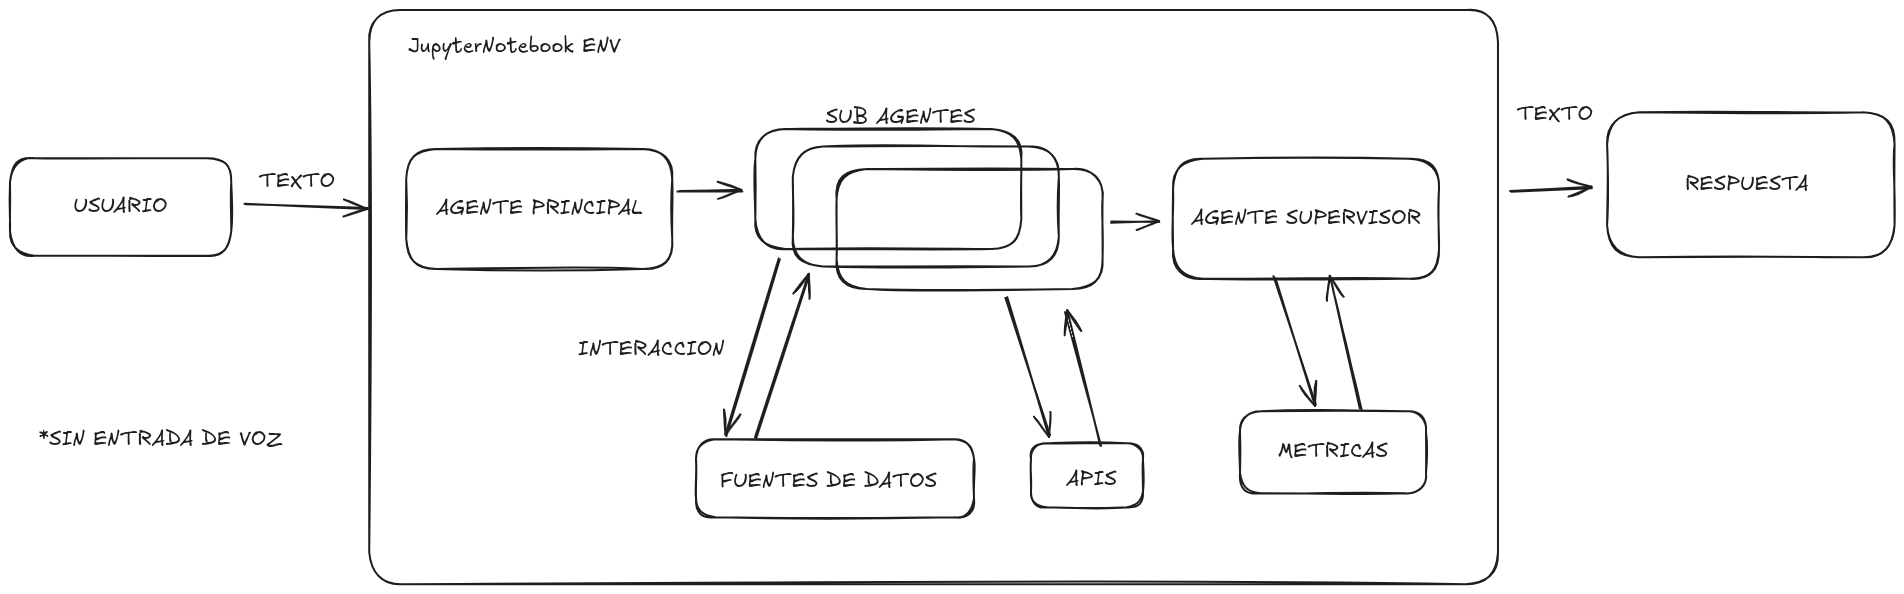 JupyterNotebook ENV
SUB AGENTES
TEXTO
TEXTO
USUARIO
AGENTE PRINCIPAL
AGENTE SUPERVISOR
RESPUESTA
INTERACCION
*SIN ENTRADA DE VOZ
FUENTES DE DATOS
APIS
METRICAS